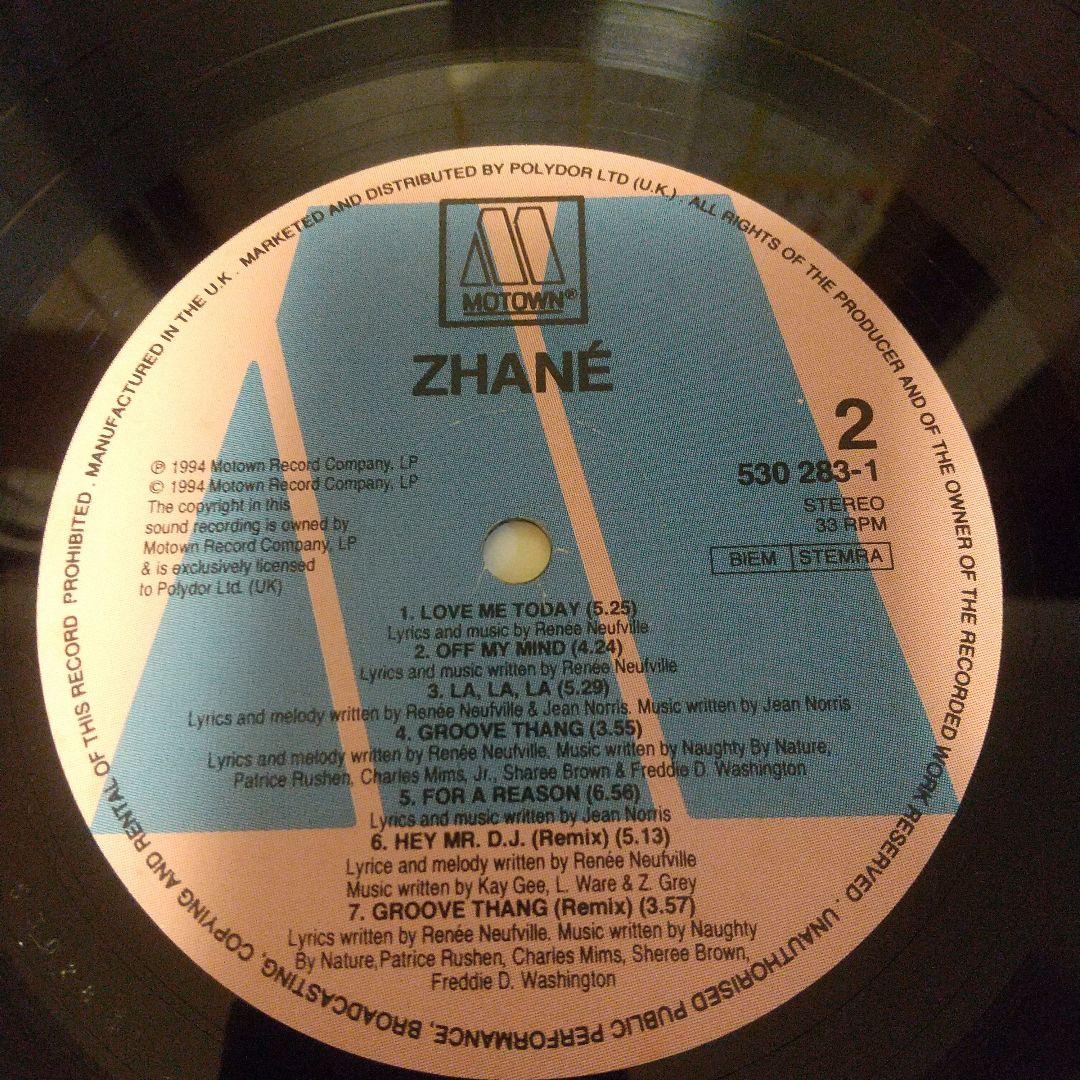 MANUFACTURED IN THE U.K . MARKETED AND DISTRIBUTED BY POLYDOR LTD (U.K.) . ALL RIGHTS OF THE PRODUCER AND OF THE OWNER OF THE RECORDED WORK RESERVED . UNAUTHORISED PUBLIC PERFORMANCE, BROADCASTING, COPYING AND RENTAL OF THIS RECORD PROHIBITED .
MOTOWN®
ZHANÉ
2
530 283-1
STEREO
33 RPM
BIEM STEMRA
℗ 1994 Motown Record Company, LP
© 1994 Motown Record Company, LP
The copyright in this
sound recording is owned by
Motown Record Company, LP
& is exclusively licensed
to Polydor Ltd. (UK)
1. LOVE ME TODAY (5.25)
Lyrics and music by Renée Neufville
2. OFF MY MIND (4.24)
Lyrics and music written by Renée Neufville
3. LA, LA, LA (5.29)
Lyrics and melody written by Renée Neufville & Jean Norris. Music written by Jean Norris
4. GROOVE THANG (3.55)
Lyrics and melody written by Renée Neufville. Music written by Naughty By Nature,
Patrice Rushen, Charles Mims, Jr., Sharee Brown & Freddie D. Washington
5. FOR A REASON (6.56)
Lyrics and music written by Jean Norris
6. HEY MR. D.J. (Remix) (5.13)
Lyrice and melody written by Renée Neufville
Music written by Kay Gee, L. Ware & Z. Grey
7. GROOVE THANG (Remix) (3.57)
Lyrics written by Renée Neufville. Music written by Naughty
By Nature,Patrice Rushen, Charles Mims, Sheree Brown,
Freddie D. Washington